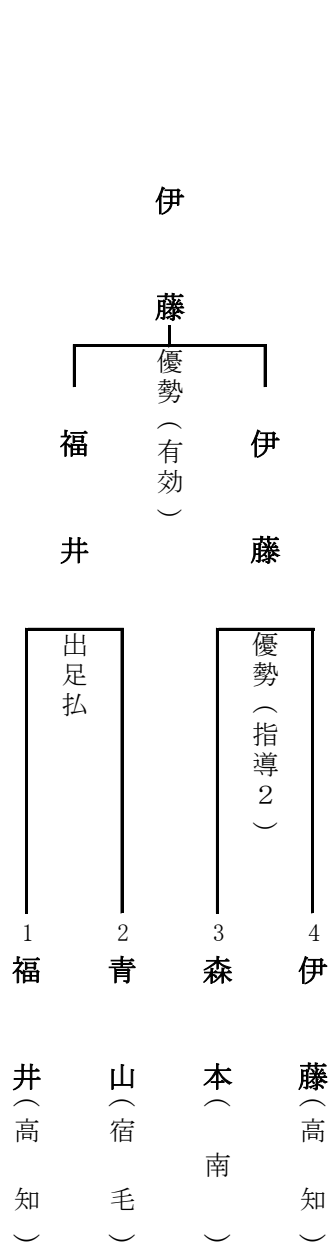 伊藤
優勢（有効）
福井
伊藤
出足払
優勢（指導２）
1
2
3
4
福井（高知）
青山（宿毛）
森本（南）
伊藤（高知）